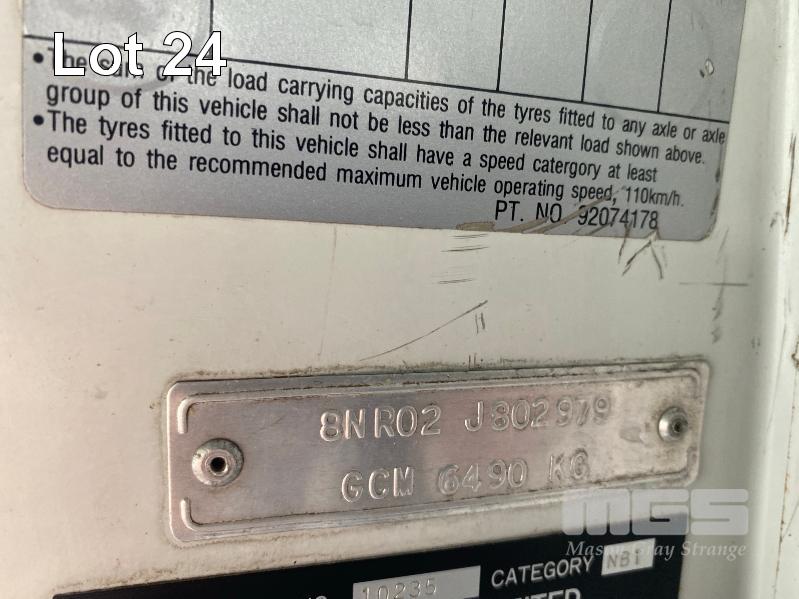 Lot 24
•The sum of the load carrying capacities of the tyres fitted to any axle or axle
group of this vehicle shall not be less than the relevant load shown above.
•The tyres fitted to this vehicle shall have a speed catergory at least
equal to the recommended maximum vehicle operating speed, 110km/h.
PT. NO 92074178
8NR02 J802979
GCM 6490 KG
MGS
Mason Gray Strange
10235 CATEGORY NB1